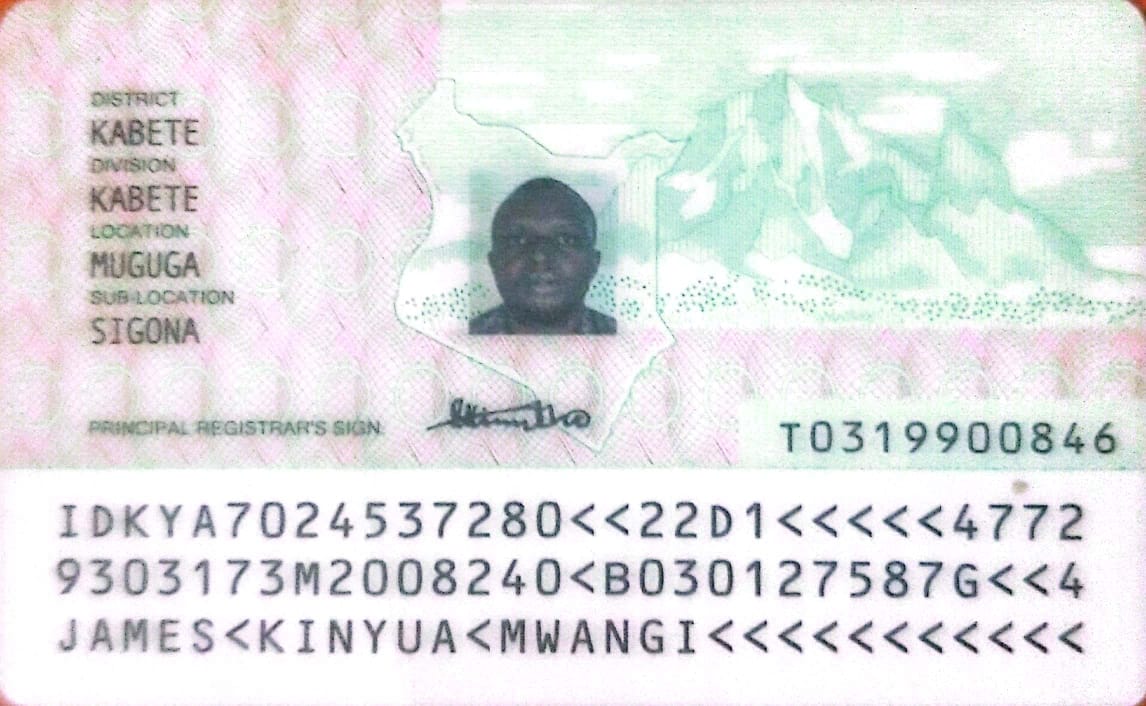 DISTRICT
KABETE
DIVISION
KABETE
LOCATION
MUGUGA
SUB-LOCATION
SIGONA
PRINCIPAL REGISTRAR'S SIGN.
T0319900846
IDKYA7024537280<<22D1<<<<<4772
9303173M2008240<B030127587G<<4
JAMES<KINYUA<MWANGI<<<<<<<<<<<